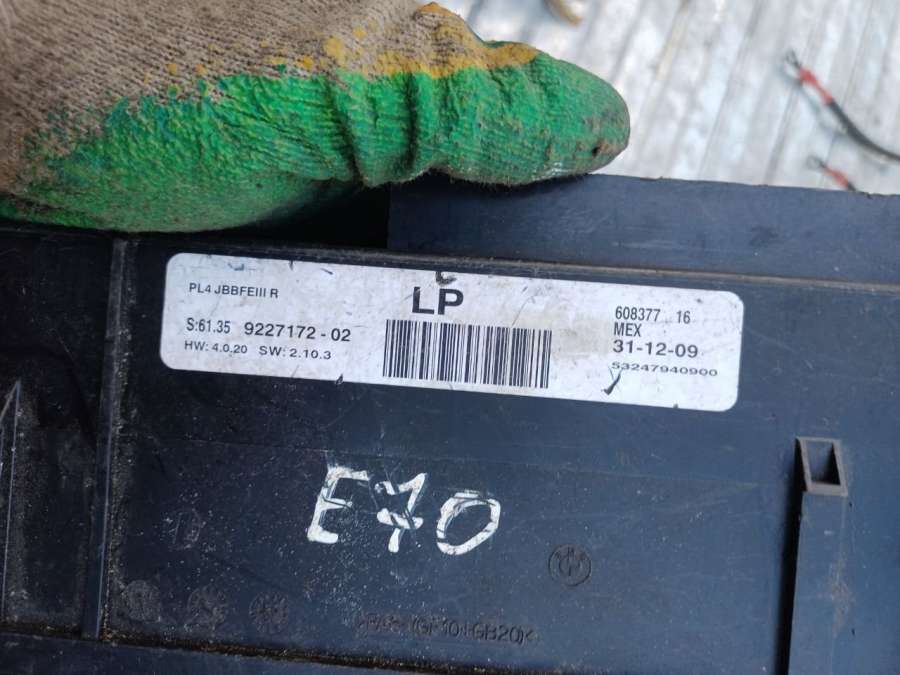 PL4 JBBFEIII R
LP
S:61.35 9227172-02
HW: 4.0.20 SW: 2.10.3
608377 16
MEX
31-12-09
S3247940900
E70